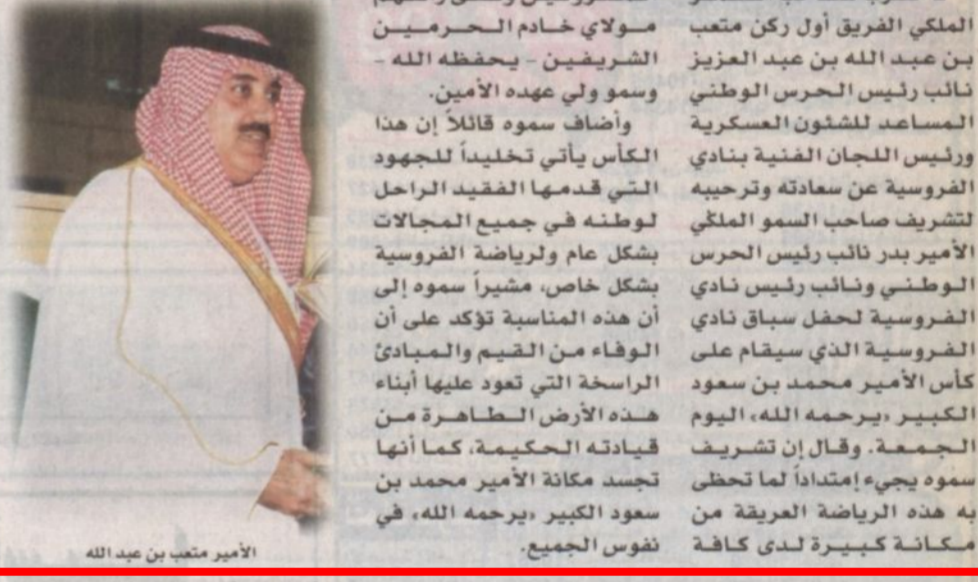 الملكي الفريق أول ركن متعب
بن عبد الله بن عبد العزيز
نائب رئيس الحرس الوطني
المساعد للشئون العسكرية
ورئيس اللجان الفنية بنادي
الفروسية عن سعادته وترحيبه
لتشريف صاحب السمو الملكي
الأمير بدر نائب رئيس الحرس
الوطني ونائب رئيس نادي
الفروسية لحفل سباق نادي
الفروسية الذي سيقام على
كأس الأمير محمد بن سعود
الكبير «يرحمه الله» اليوم
الجمعة. وقال إن تشريف
سموه يجيء إمتداداً لما تحظى
به هذه الرياضة العريقة من
مكانة كبيرة لدى كافة
مولاي خادم الحرمين
الشريفين - يحفظه الله -
وسمو ولي عهده الأمين.
وأضاف سموه قائلاً إن هذا
الكأس يأتي تخليداً للجهود
التي قدمها الفقيد الراحل
لوطنه في جميع المجالات
بشكل عام ولرياضة الفروسية
بشكل خاص، مشيراً سموه إلى
أن هذه المناسبة تؤكد على أن
الوفاء من القيم والمبادئ
الراسخة التي تعود عليها أبناء
هذه الأرض الطاهرة من
قيادته الحكيمة، كما أنها
تجسد مكانة الأمير محمد بن
سعود الكبير «يرحمه الله» في
نفوس الجميع.
الأمير متعب بن عبد الله